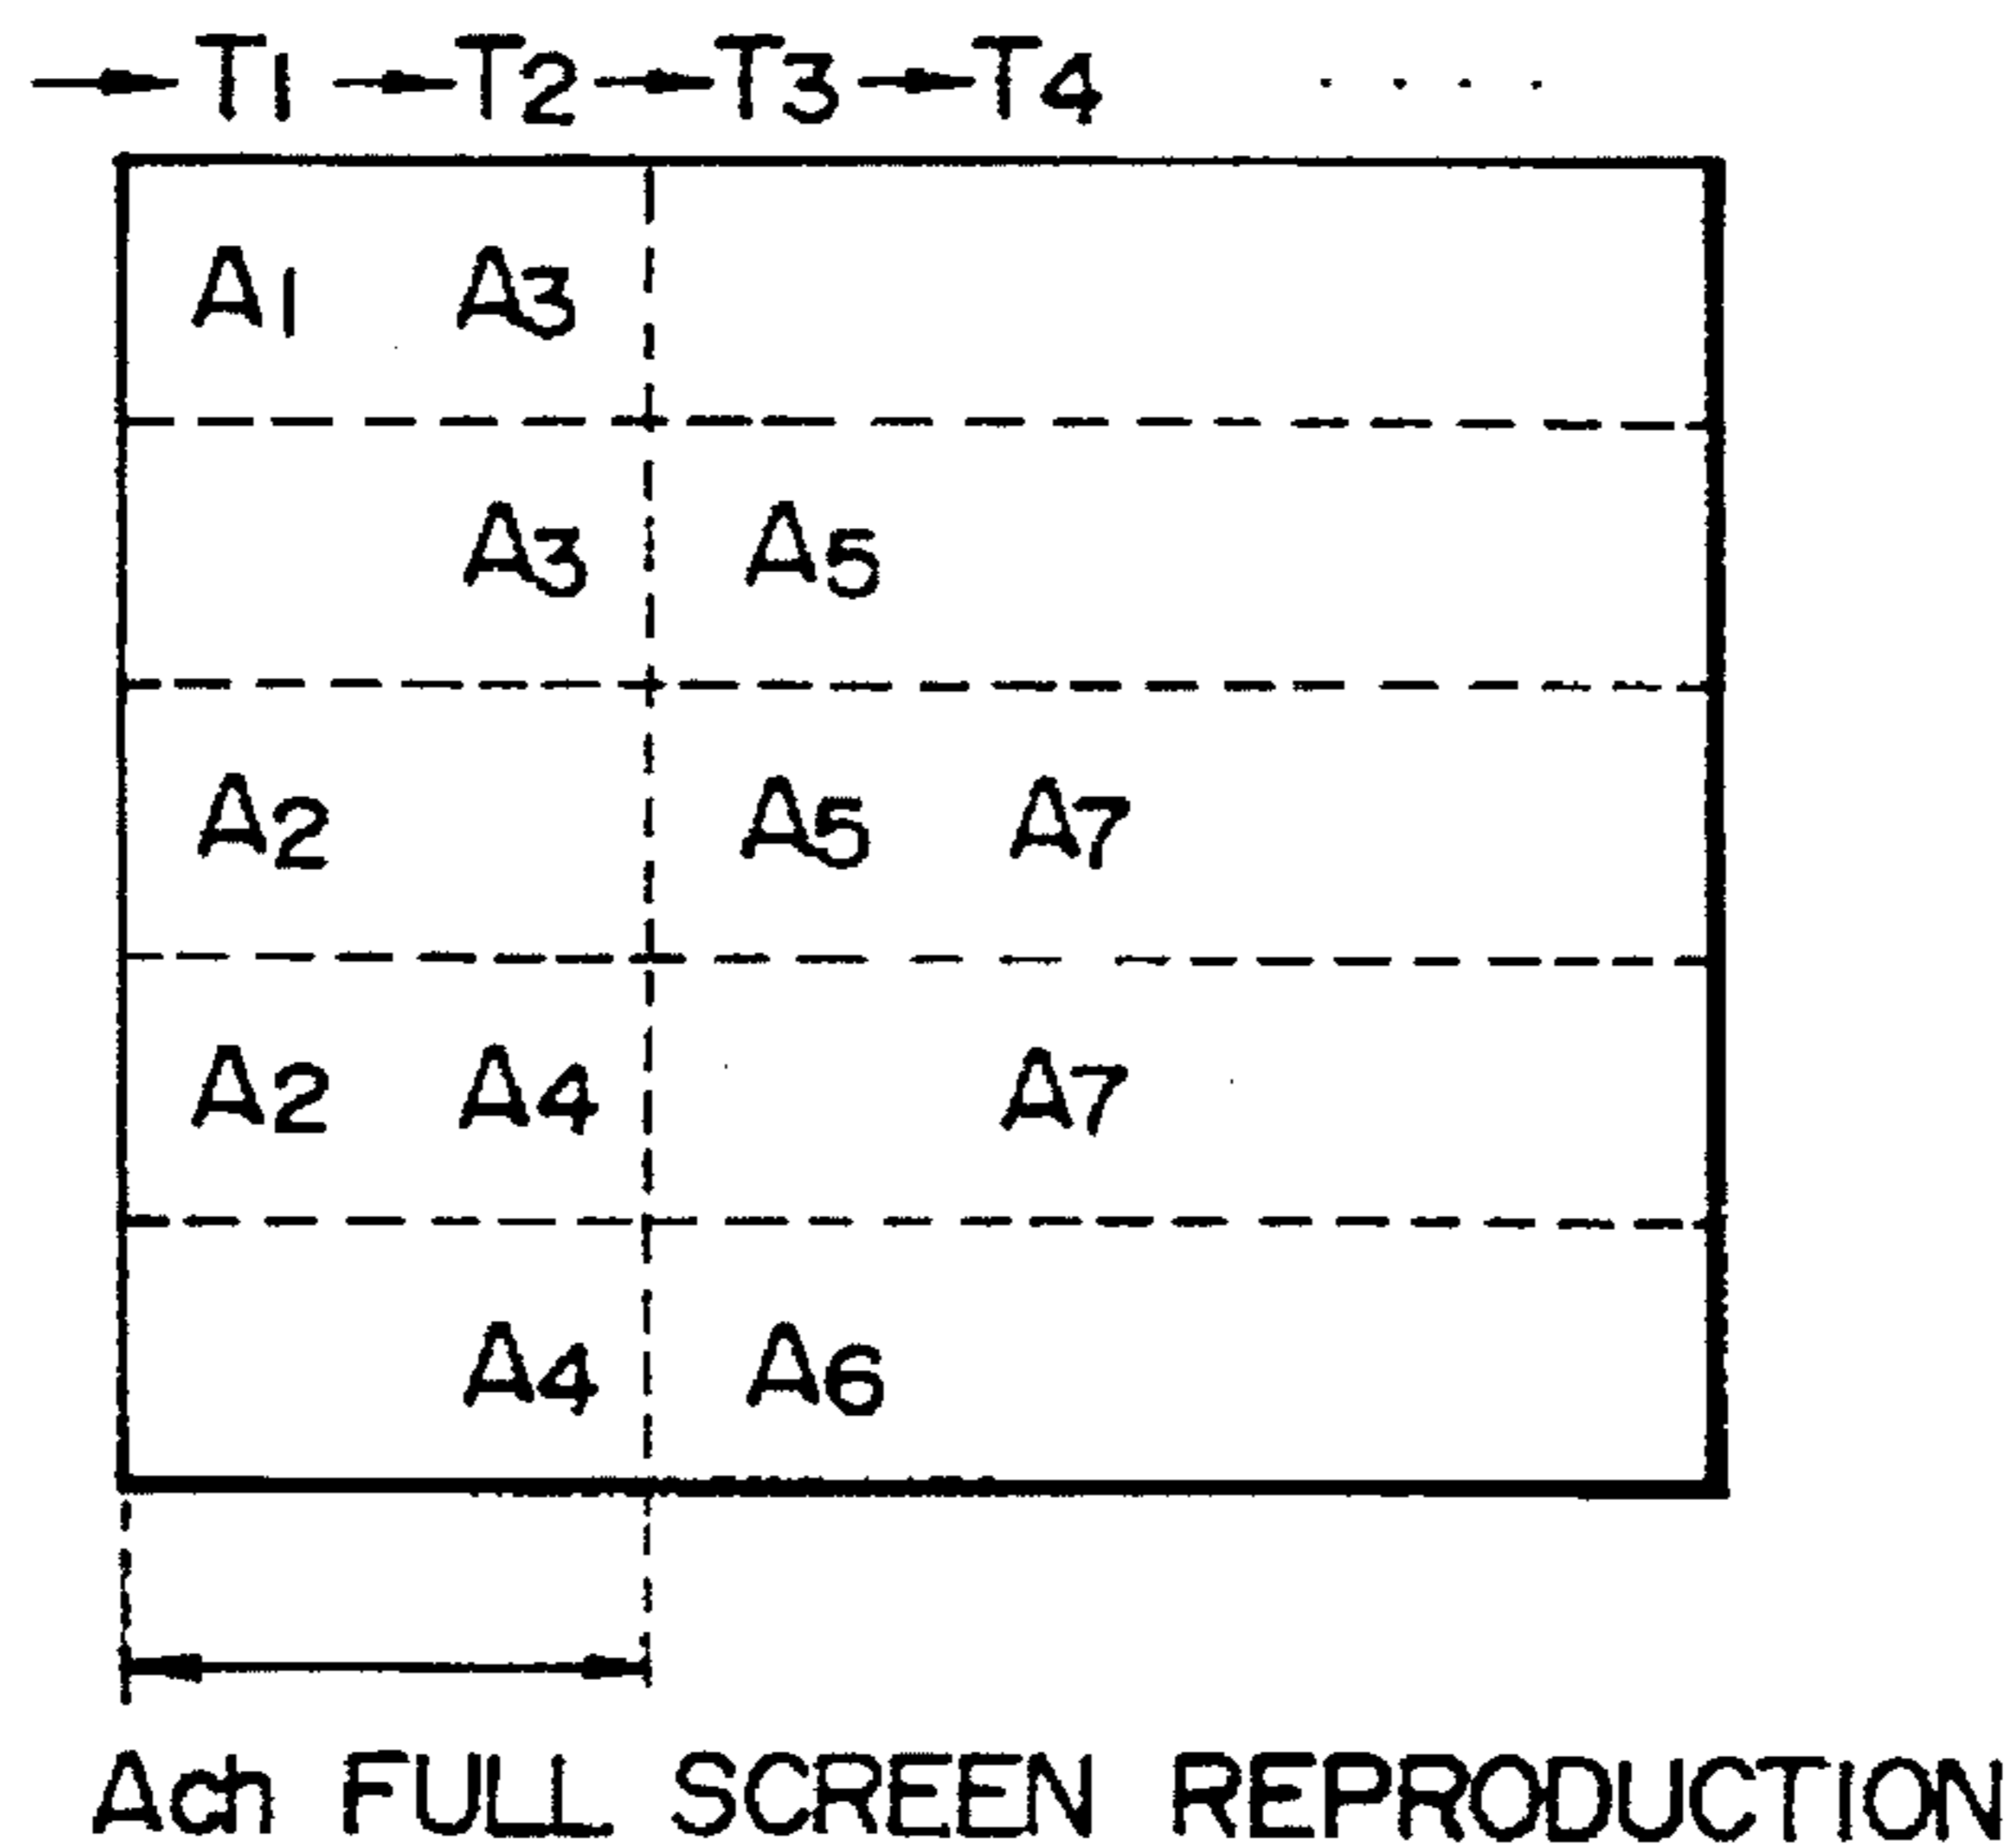 T1 T2 T3 T4 . . . .
A1 A3
A3 A5
A2 A5 A7
A2 A4 A7
A4 A6
Ach FULL SCREEN REPRODUCTION